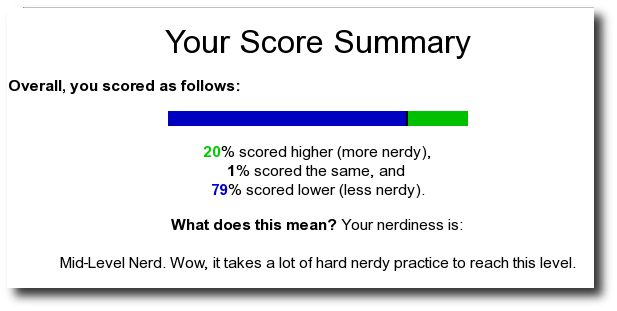 Your Score Summary
Overall, you scored as follows:
20% scored higher (more nerdy),
1% scored the same, and
79% scored lower (less nerdy).
What does this mean? Your nerdiness is:
Mid-Level Nerd. Wow, it takes a lot of hard nerdy practice to reach this level.